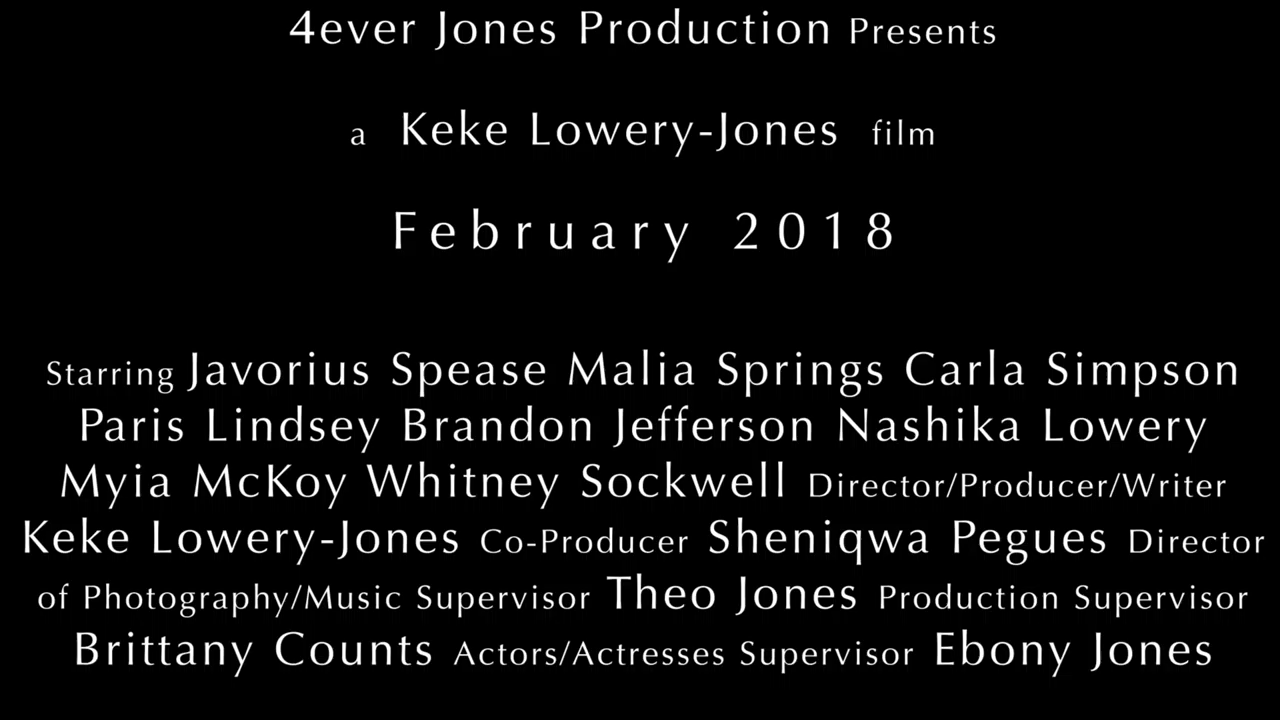 4ever Jones Production Presents
a Keke Lowery-Jones film
February 2018
Starring Javorius Spease Malia Springs Carla Simpson
Paris Lindsey Brandon Jefferson Nashika Lowery
Myia McKoy Whitney Sockwell Director/Producer/Writer
Keke Lowery-Jones Co-Producer Sheniqwa Pegues Director
of Photography/Music Supervisor Theo Jones Production Supervisor
Brittany Counts Actors/Actresses Supervisor Ebony Jones